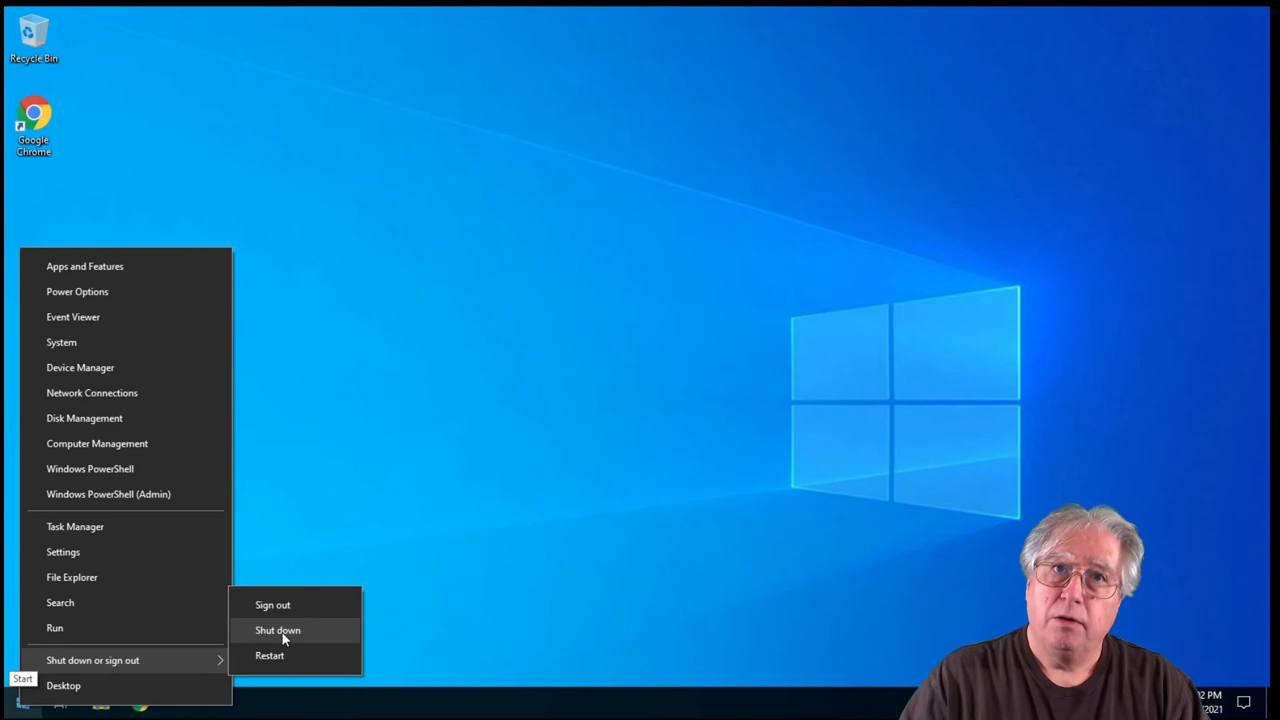 Recycle Bin
Google
Chrome
Apps and Features
Power Options
Event Viewer
System
Device Manager
Network Connections
Disk Management
Computer Management
Windows PowerShell
Windows PowerShell (Admin)
Task Manager
Settings
File Explorer
Search
Run
Shut down or sign out
Desktop
Sign out
Shut down
Restart
Start
02 PM
/2021